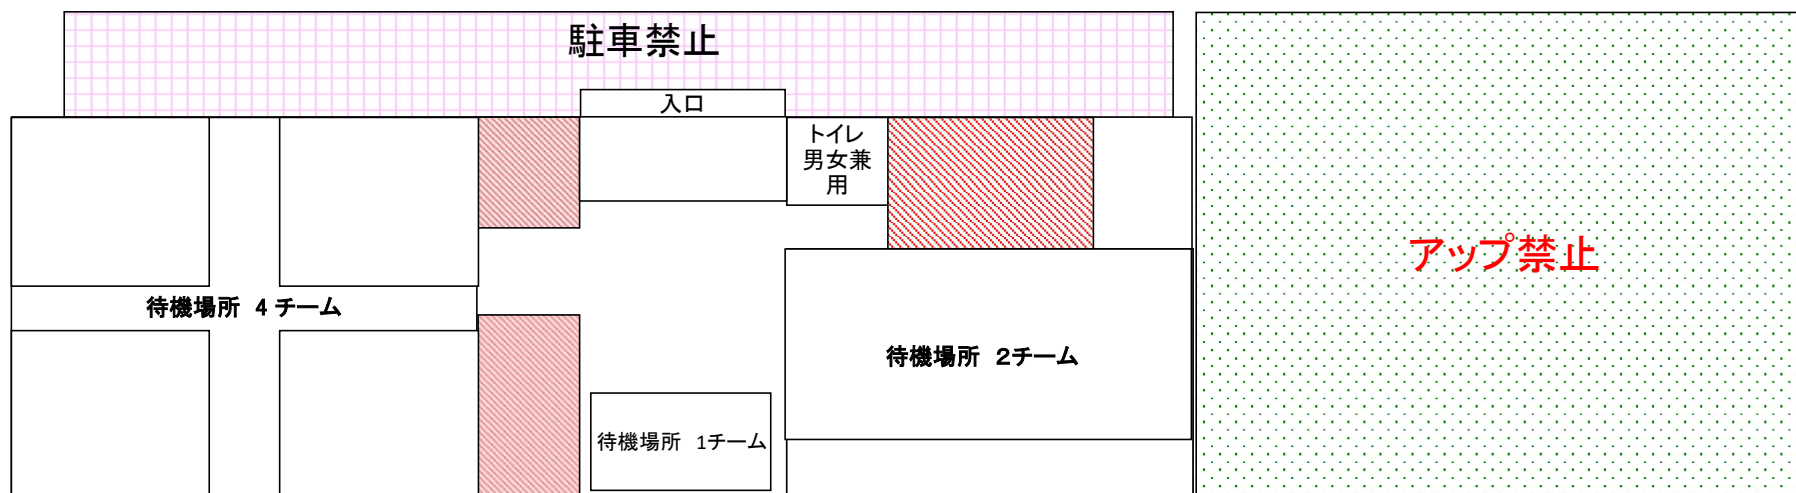 駐車禁止
入口
トイレ
男女兼
用
アップ禁止
待機場所 4 チーム
待機場所 2チーム
待機場所 1チーム